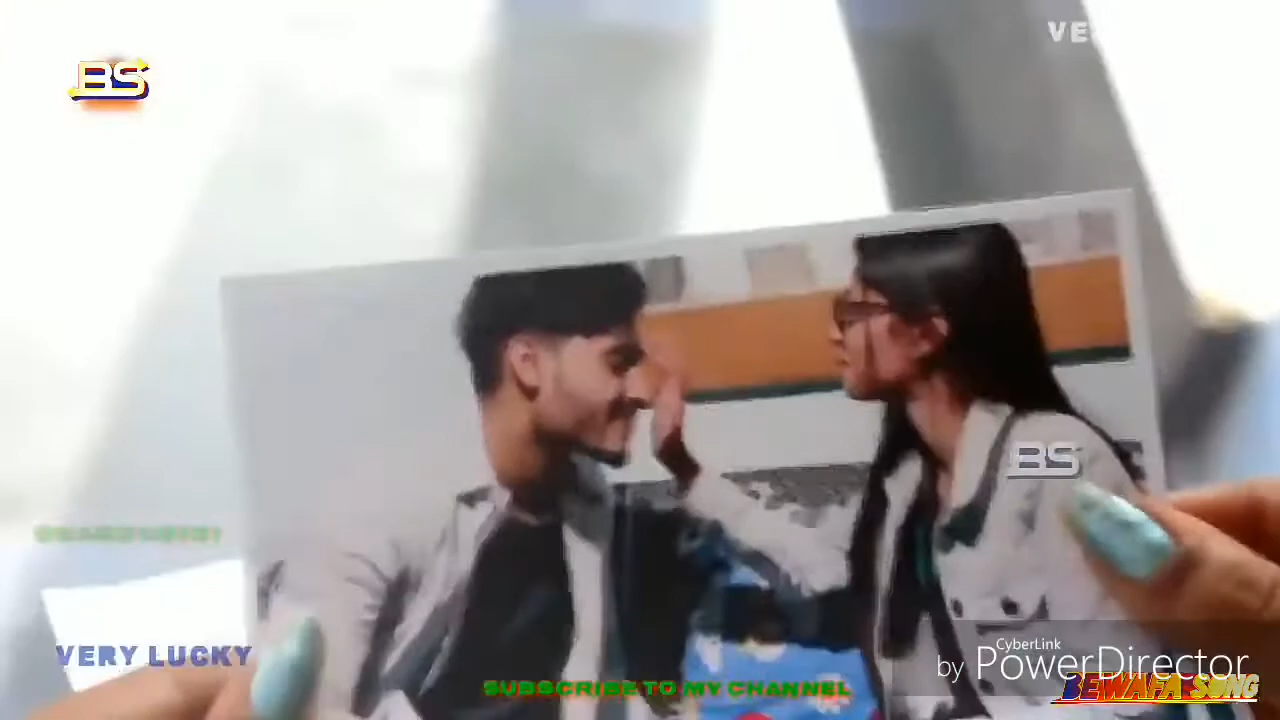 BS
VE
BS
VERY LUCKY
CyberLink
by PowerDirector
SUBSCRIBE TO MY CHANNEL
BEWAFA SONG